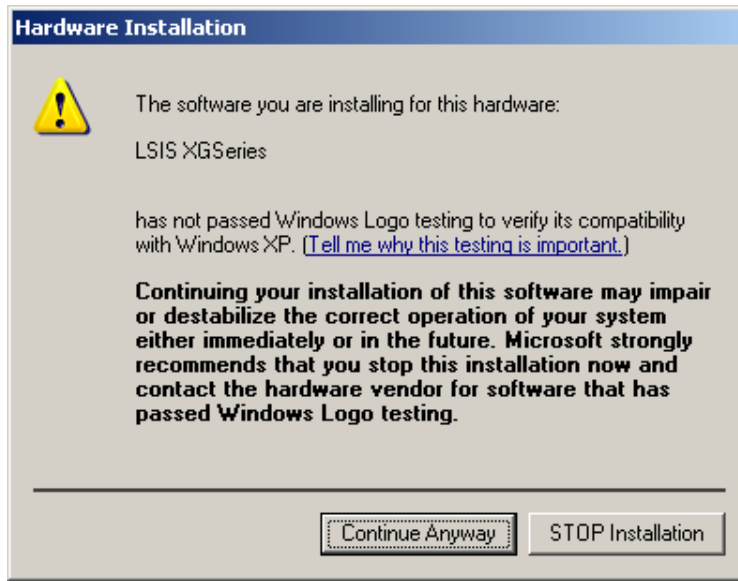 Hardware Installation
The software you are installing for this hardware:
LSIS XGSeries
has not passed Windows Logo testing to verify its compatibility
with Windows XP. (Tell me why this testing is important.)
Continuing your installation of this software may impair
or destabilize the correct operation of your system
either immediately or in the future. Microsoft strongly
recommends that you stop this installation now and
contact the hardware vendor for software that has
passed Windows Logo testing.
Continue Anyway
STOP Installation